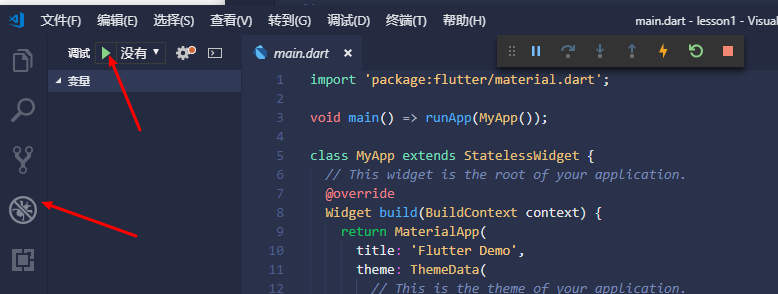 文件(F) 编辑(E) 选择(S) 查看(V) 转到(G) 调试(D) 终端(T) 帮助(H) main.dart - lesson1 - Visual
调试 没有
main.dart
变量
1 import 'package:flutter/material.dart';
2
3 void main() => runApp(MyApp());
4
5 class MyApp extends StatelessWidget {
6 // This widget is the root of your application.
7 @override
8 Widget build(BuildContext context) {
9 return MaterialApp(
10 title: 'Flutter Demo',
11 theme: ThemeData(
12 // This is the theme of your application.